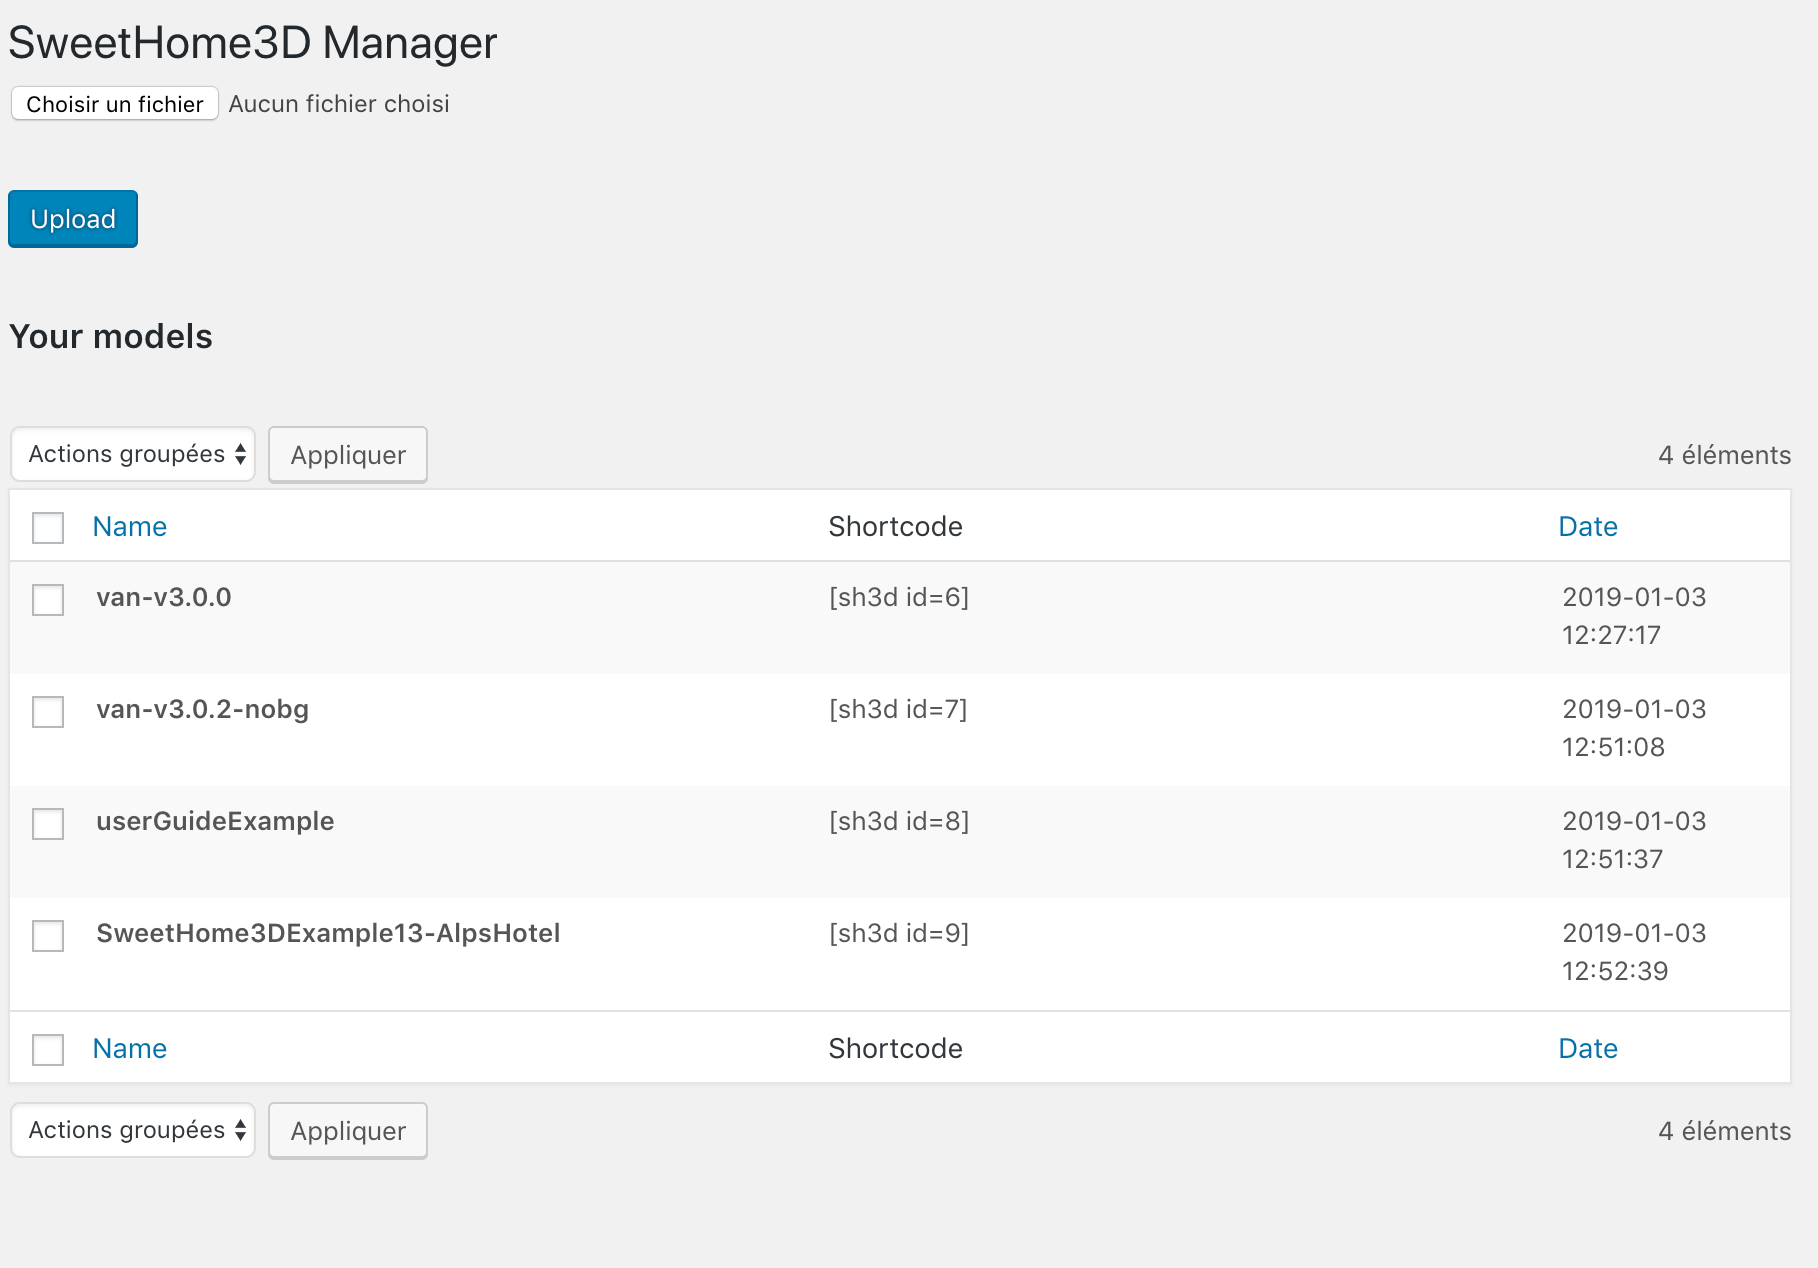 SweetHome3D Manager
Choisir un fichier Aucun fichier choisi
Upload
Your models
Actions groupées Appliquer 4 éléments
Name Shortcode Date
van-v3.0.0 [sh3d id=6] 2019-01-03
12:27:17
van-v3.0.2-nobg [sh3d id=7] 2019-01-03
12:51:08
userGuideExample [sh3d id=8] 2019-01-03
12:51:37
SweetHome3DExample13-AlpsHotel [sh3d id=9] 2019-01-03
12:52:39
Name Shortcode Date
Actions groupées Appliquer 4 éléments